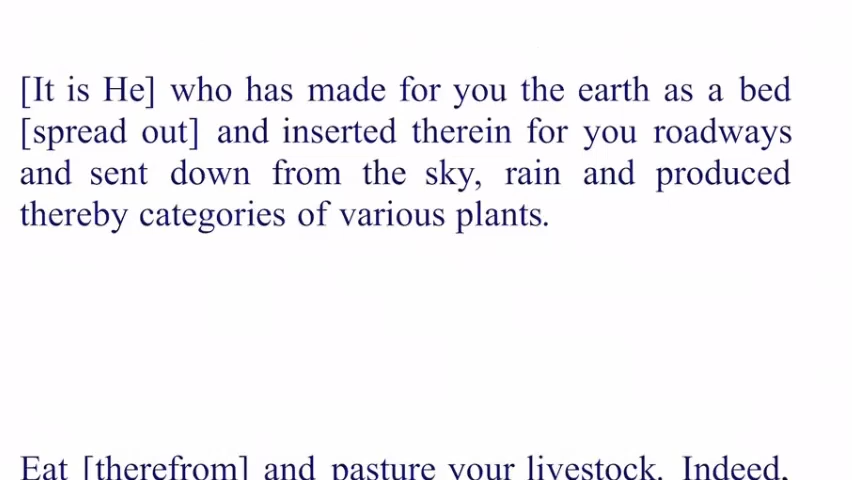 [It is He] who has made for you the earth as a bed
[spread out] and inserted therein for you roadways
and sent down from the sky, rain and produced
thereby categories of various plants.
Eat [therefrom] and pasture your livestock. Indeed,